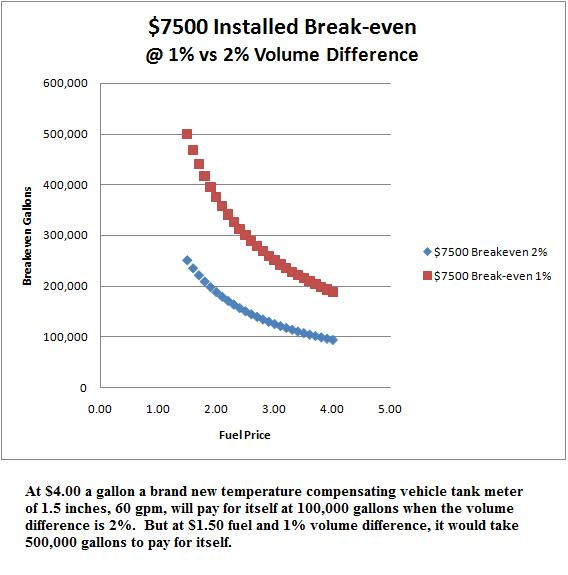 $7500 Installed Break-even
@ 1% vs 2% Volume Difference
600,000
500,000
400,000
300,000
200,000
100,000
0
Breakeven Gallons
0.00 1.00 2.00 3.00 4.00 5.00
Fuel Price
$7500 Breakeven 2%
$7500 Break-even 1%
At $4.00 a gallon a brand new temperature compensating vehicle tank meter
of 1.5 inches, 60 gpm, will pay for itself at 100,000 gallons when the volume
difference is 2%.  But at $1.50 fuel and 1% volume difference, it would take
500,000 gallons to pay for itself.